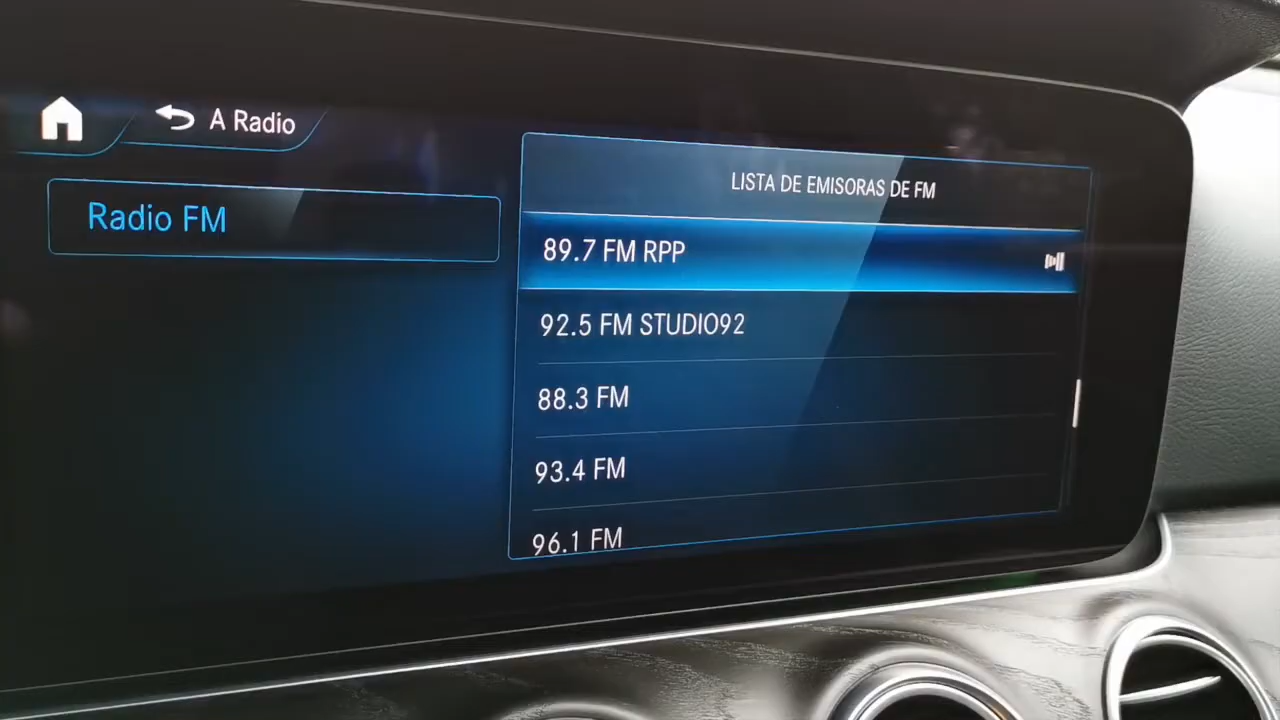 A Radio
Radio FM
LISTA DE EMISORAS DE FM
89.7 FM RPP
92.5 FM STUDIO92
88.3 FM
93.4 FM
96.1 FM